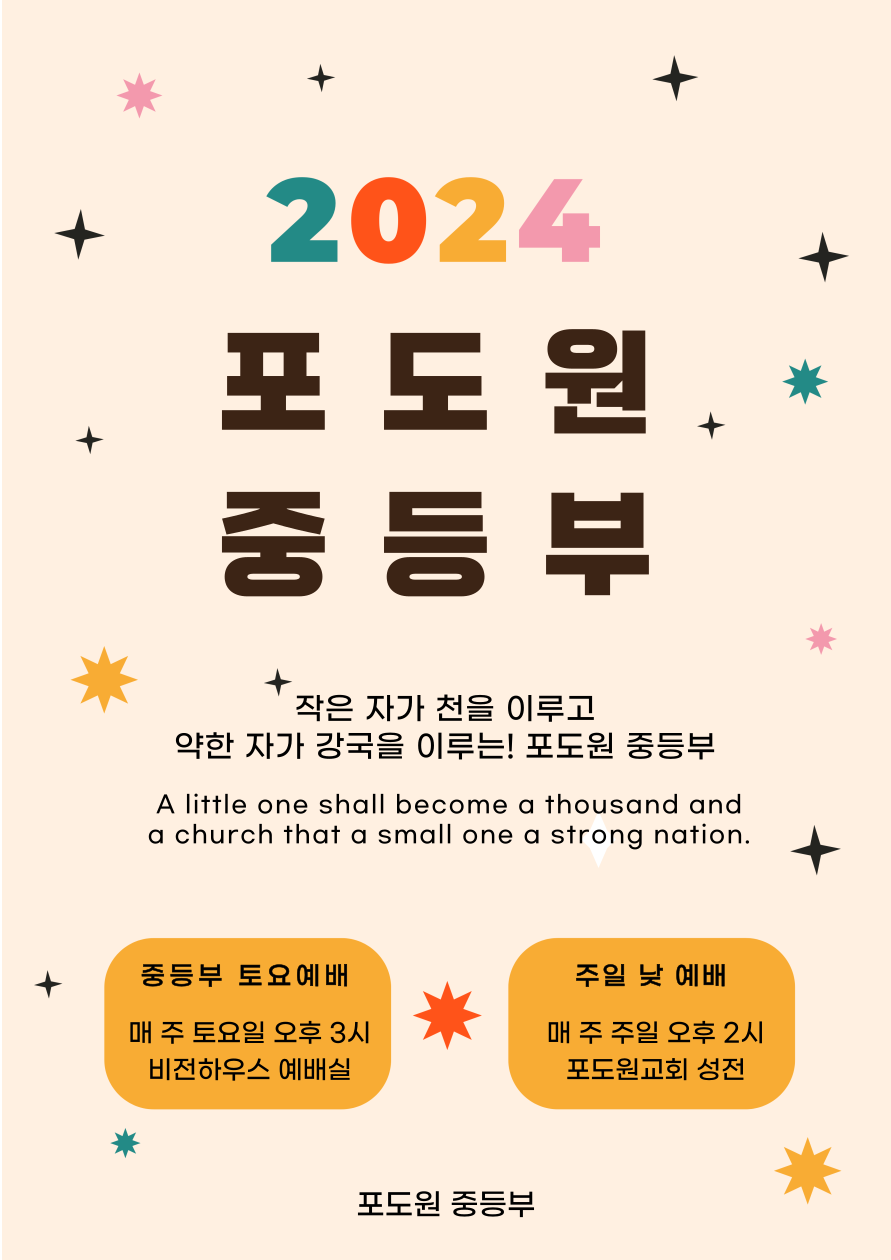 2024
포도원
중등부
작은 자가 천을 이루고
약한 자가 강국을 이루는! 포도원 중등부
A little one shall become a thousand and
a church that a small one a strong nation.
중등부 토요예배
매 주 토요일 오후 3시
비전하우스 예배실
주일 낮 예배
매 주 주일 오후 2시
포도원교회 성전
포도원 중등부